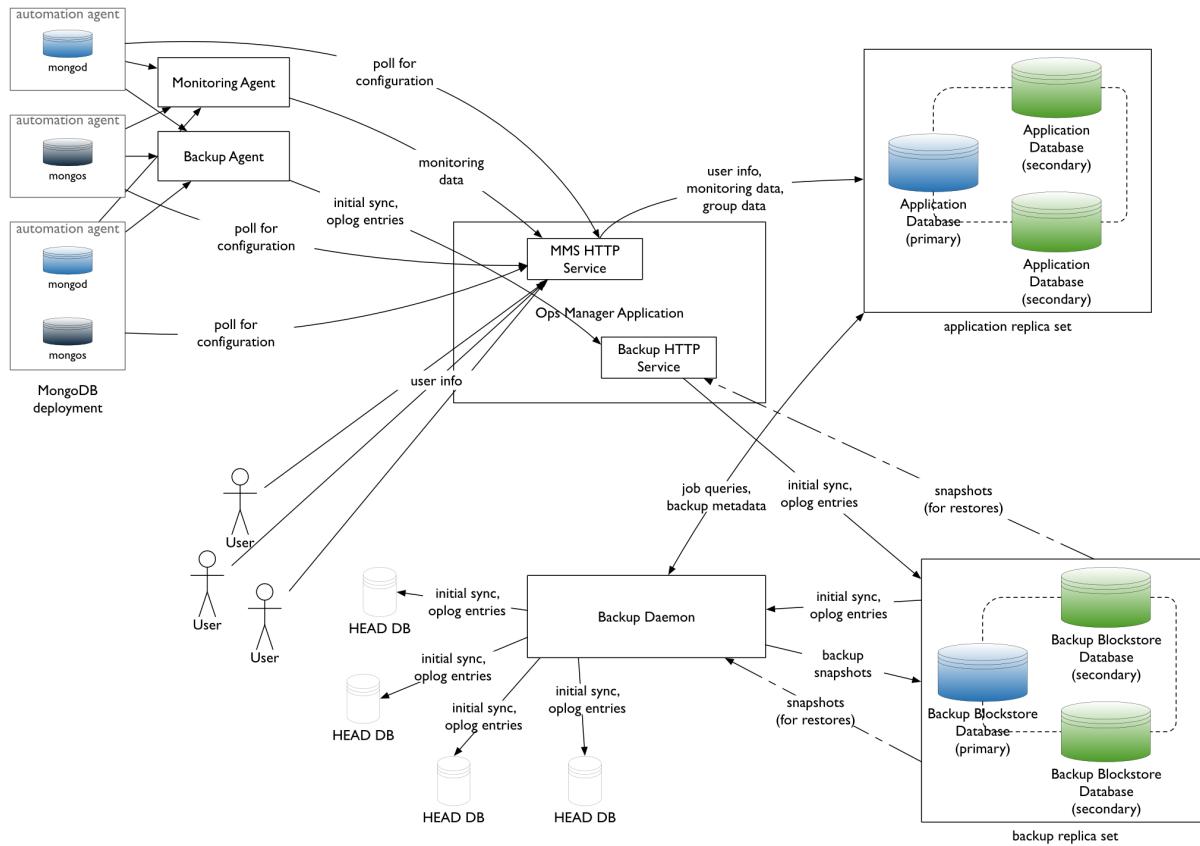 automation agent
mongod
automation agent
mongos
automation agent
mongod
mongos
MongoDB
deployment
Monitoring Agent
Backup Agent
poll for
configuration
monitoring
data
initial sync,
oplog entries
poll for
configuration
poll for
configuration
user info,
monitoring data,
group data
MMS HTTP
Service
Ops Manager Application
Backup HTTP
Service
user info
Application
Database
(secondary)
Application
Database
(primary)
Application
Database
(secondary)
application replica set
User
User
User
job queries,
backup metadata
initial sync,
oplog entries
snapshots
(for restores)
Backup Daemon
HEAD DB
initial sync,
oplog entries
HEAD DB
initial sync,
oplog entries
HEAD DB
initial sync,
oplog entries
HEAD DB
initial sync,
oplog entries
initial sync,
oplog entries
backup
snapshots
snapshots
(for restores)
Backup Blockstore
Database
(secondary)
Backup Blockstore
Database
(primary)
Backup Blockstore
Database
(secondary)
backup replica set